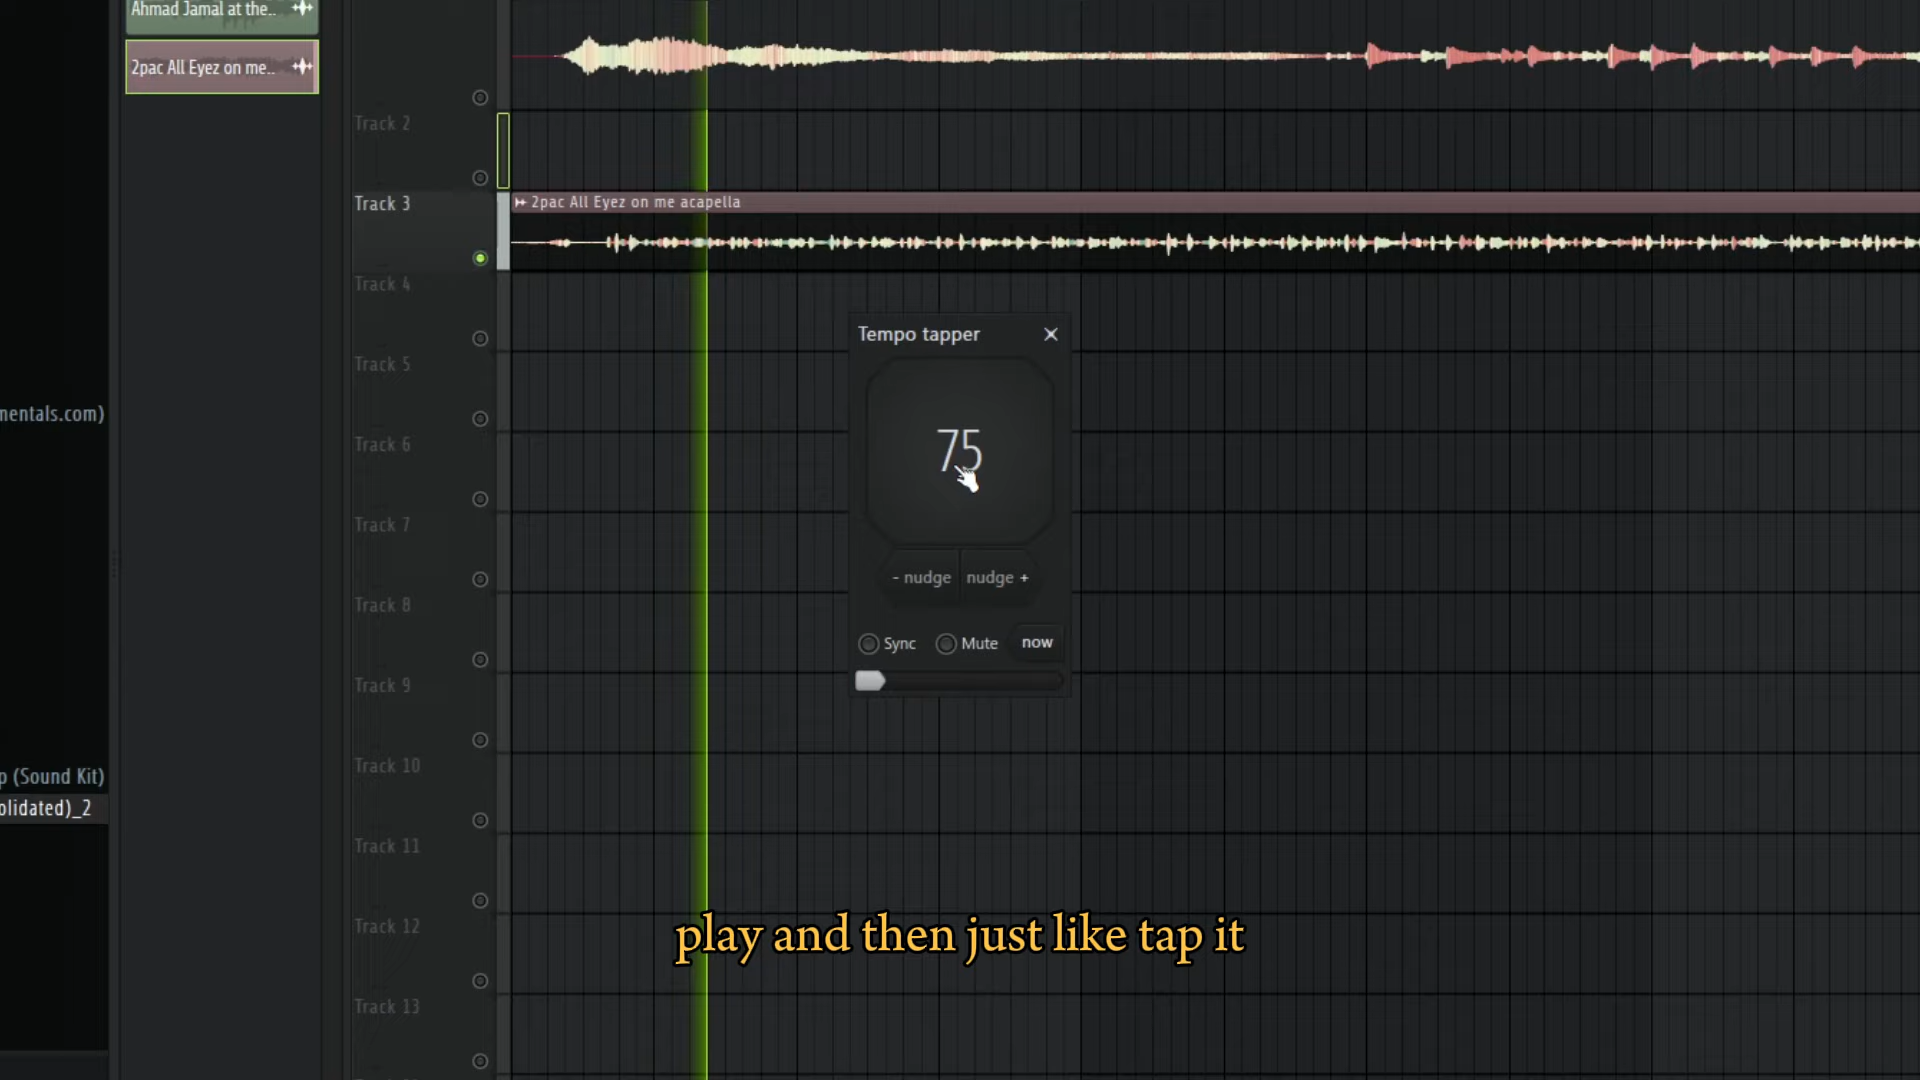 Ahmad Jamal at the..
2pac All Eyez on me..
Track 2
Track 3
2pac All Eyez on me acapella
Track 4
Tempo tapper
Track 5
mentals.com)
Track 6
75
Track 7
- nudge
nudge +
Track 8
Sync
Mute
now
Track 9
Track 10
p (Sound Kit)
olidated)_2
Track 11
Track 12
play and then just like tap it
Track 13